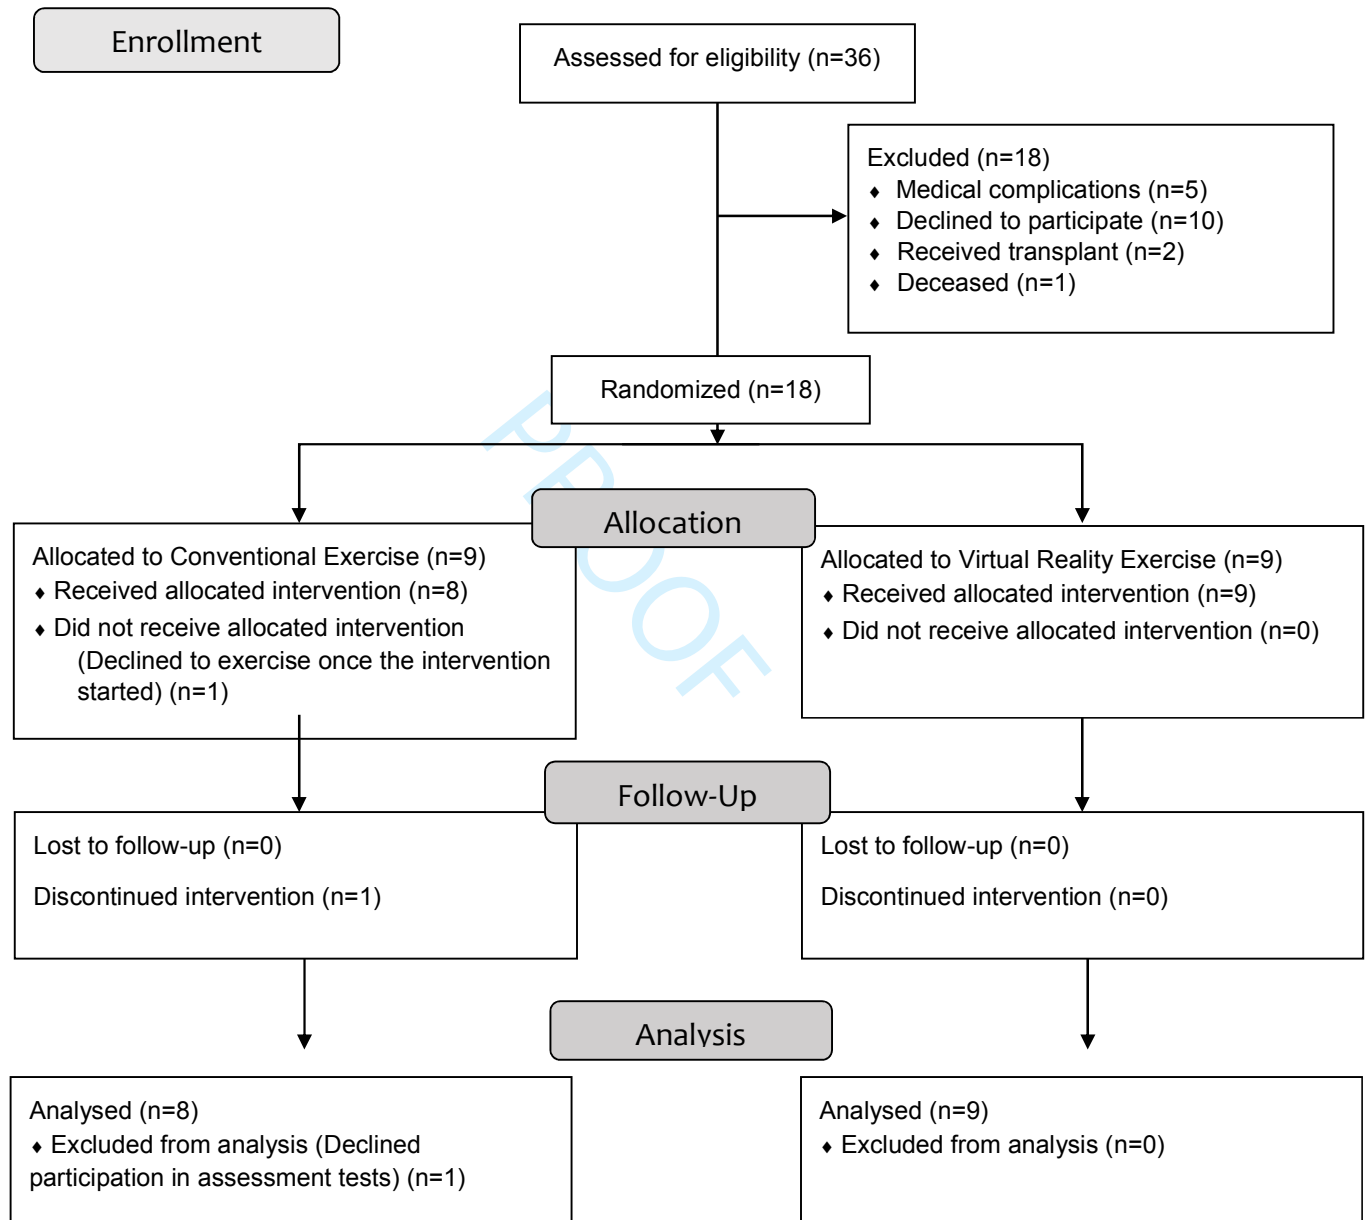 Enrollment
Assessed for eligibility (n=36)
Excluded (n=18)
♦ Medical complications (n=5)
♦ Declined to participate (n=10)
♦ Received transplant (n=2)
♦ Deceased (n=1)
Randomized (n=18)
PROOF
Allocation
Allocated to Conventional Exercise (n=9)
♦ Received allocated intervention (n=8)
♦ Did not receive allocated intervention
(Declined to exercise once the intervention
started) (n=1)
Allocated to Virtual Reality Exercise (n=9)
♦ Received allocated intervention (n=9)
♦ Did not receive allocated intervention (n=0)
Follow-Up
Lost to follow-up (n=0)
Discontinued intervention (n=1)
Lost to follow-up (n=0)
Discontinued intervention (n=0)
Analysis
Analysed (n=8)
♦ Excluded from analysis (Declined
participation in assessment tests) (n=1)
Analysed (n=9)
♦ Excluded from analysis (n=0)